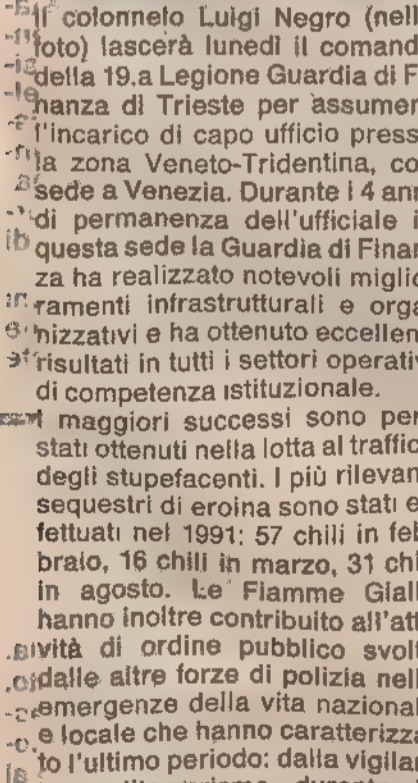 Il colonnelo Luigi Negro (nell
foto) lascerà lunedì il comand
della 19.a Legione Guardia di F
nanza di Trieste per assumer
l'incarico di capo ufficio press
la zona Veneto-Tridentina, co
sede a Venezia. Durante i 4 ann
di permanenza dell'ufficiale i
questa sede la Guardia di Finan
za ha realizzato notevoli miglio
ramenti infrastrutturali e orga
nizzativi e ha ottenuto eccellen
risultati in tutti i settori operativ
di competenza istituzionale.
I maggiori successi sono per
stati ottenuti nella lotta al traffic
degli stupefacenti. I più rilevan
sequestri di eroina sono stati e
fettuati nel 1991: 57 chili in feb
braio, 16 chili in marzo, 31 chi
in agosto. Le Fiamme Giall
hanno inoltre contribuito all'att
vità di ordine pubblico svolt
dalle altre forze di polizia nell
emergenze della vita nazional
e locale che hanno caratterizza
to l'ultimo periodo: dalla vigilan